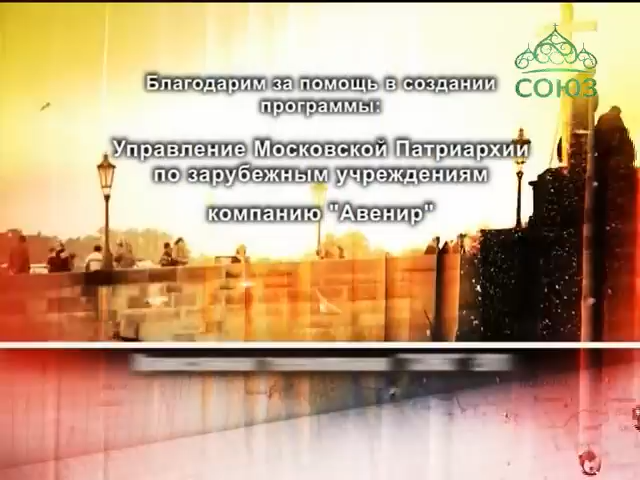 СОЮЗ
Благодарим за помощь в создании
программы:
Управление Московской Патриархии
по зарубежным учреждениям
компанию "Авенир"